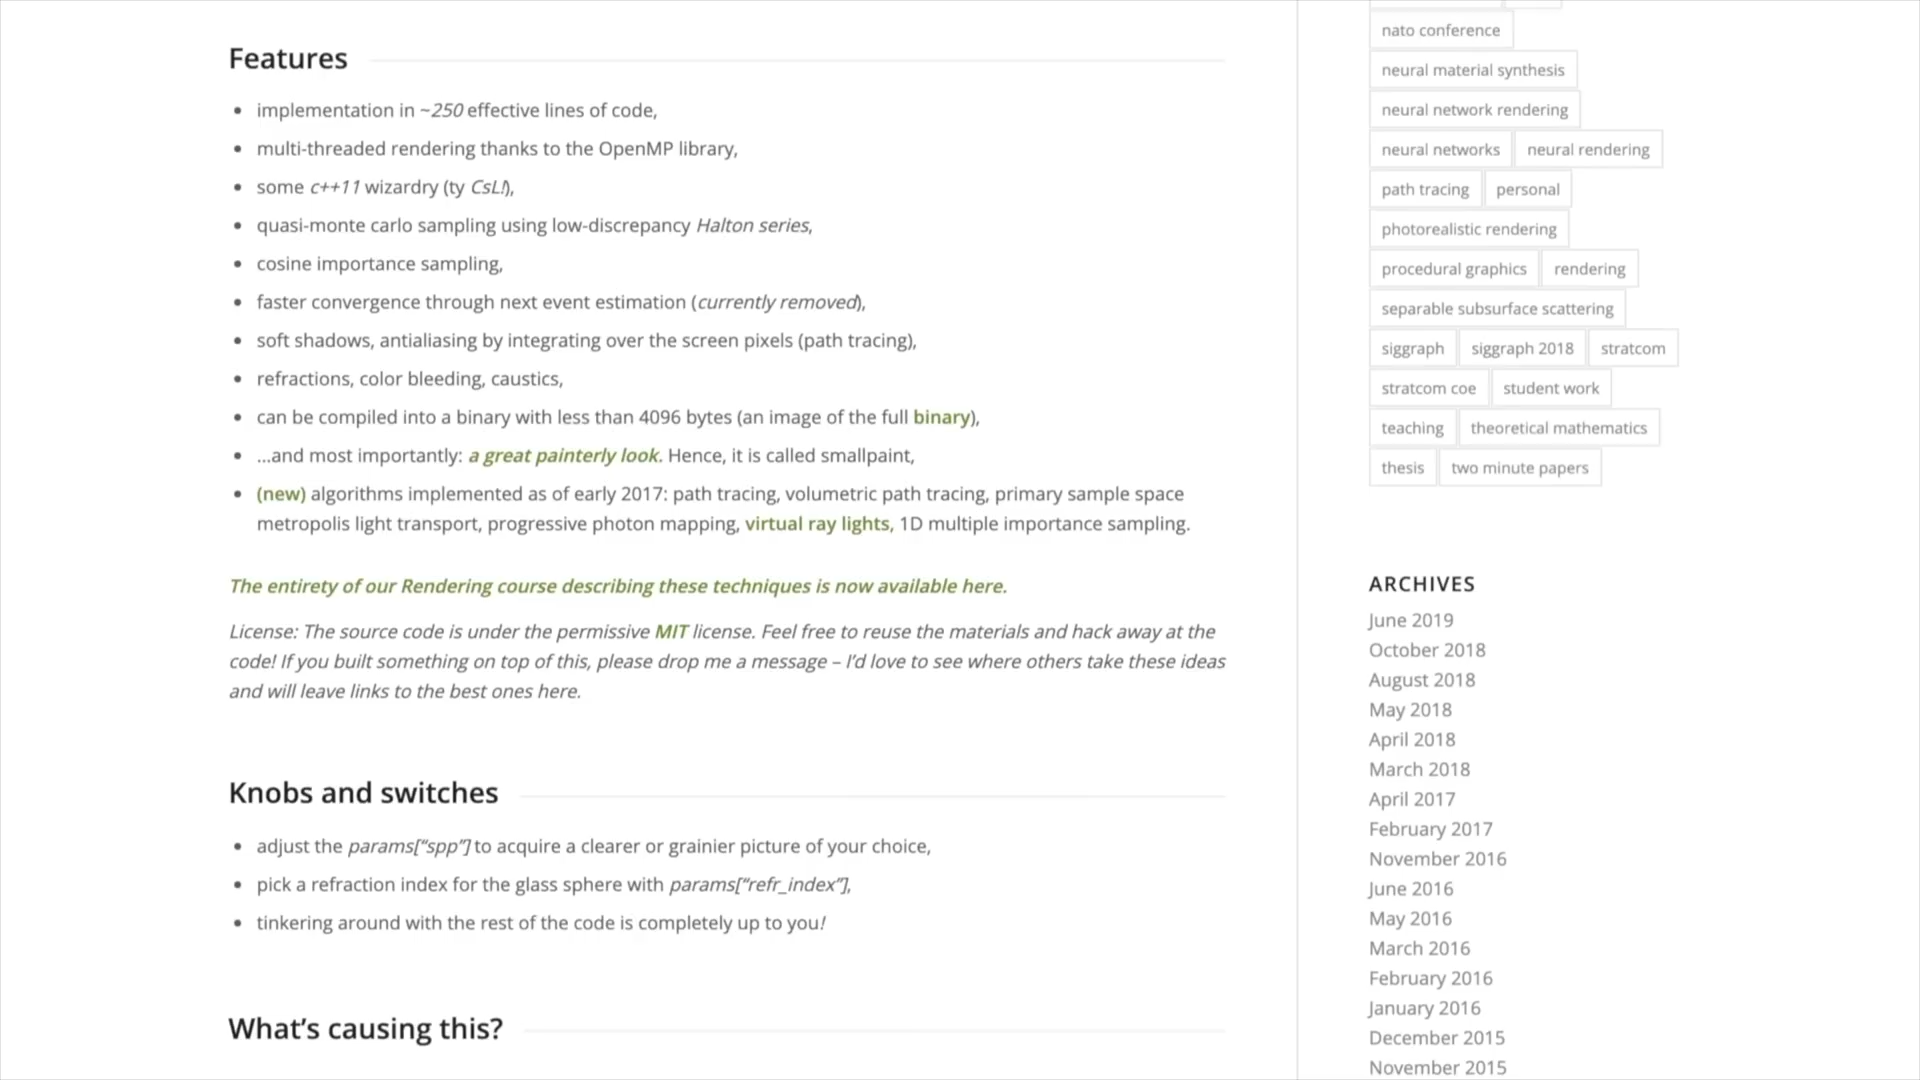 Features
implementation in ~250 effective lines of code,
multi-threaded rendering thanks to the OpenMP library,
some c++11 wizardry (ty CsL!),
quasi-monte carlo sampling using low-discrepancy Halton series,
cosine importance sampling,
faster convergence through next event estimation (currently removed),
soft shadows, antialiasing by integrating over the screen pixels (path tracing),
refractions, color bleeding, caustics,
can be compiled into a binary with less than 4096 bytes (an image of the full binary),
…and most importantly: a great painterly look. Hence, it is called smallpaint,
(new) algorithms implemented as of early 2017: path tracing, volumetric path tracing, primary sample space
metropolis light transport, progressive photon mapping, virtual ray lights, 1D multiple importance sampling.
The entirety of our Rendering course describing these techniques is now available here.
License: The source code is under the permissive MIT license. Feel free to reuse the materials and hack away at the
code! If you built something on top of this, please drop me a message – I’d love to see where others take these ideas
and will leave links to the best ones here.
Knobs and switches
adjust the params[“spp”] to acquire a clearer or grainier picture of your choice,
pick a refraction index for the glass sphere with params[“refr_index”],
tinkering around with the rest of the code is completely up to you!
What’s causing this?
nato conference
neural material synthesis
neural network rendering
neural networks neural rendering
path tracing personal
photorealistic rendering
procedural graphics rendering
separable subsurface scattering
siggraph siggraph 2018 stratcom
stratcom coe student work
teaching theoretical mathematics
thesis two minute papers
ARCHIVES
June 2019
October 2018
August 2018
May 2018
April 2018
March 2018
April 2017
February 2017
November 2016
June 2016
May 2016
March 2016
February 2016
January 2016
December 2015
November 2015